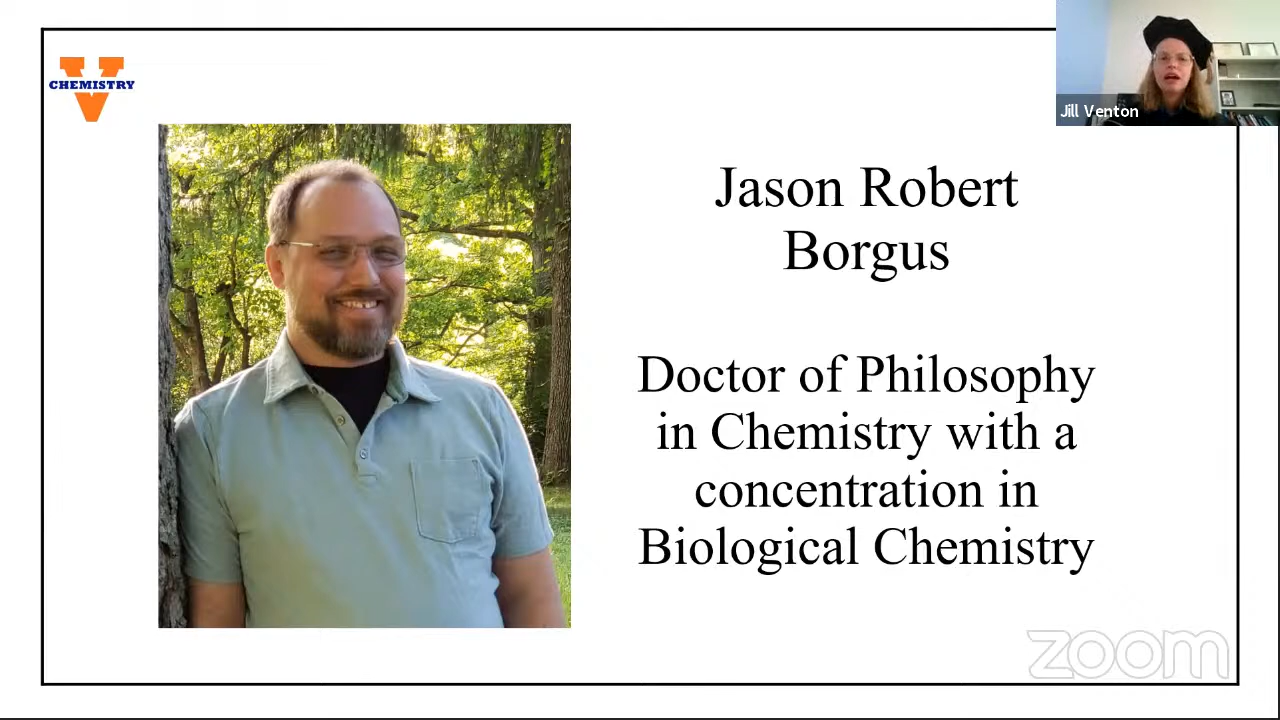 V
CHEMISTRY
Jill Venton
Jason Robert
Borgus
Doctor of Philosophy
in Chemistry with a
concentration in
Biological Chemistry
zoom